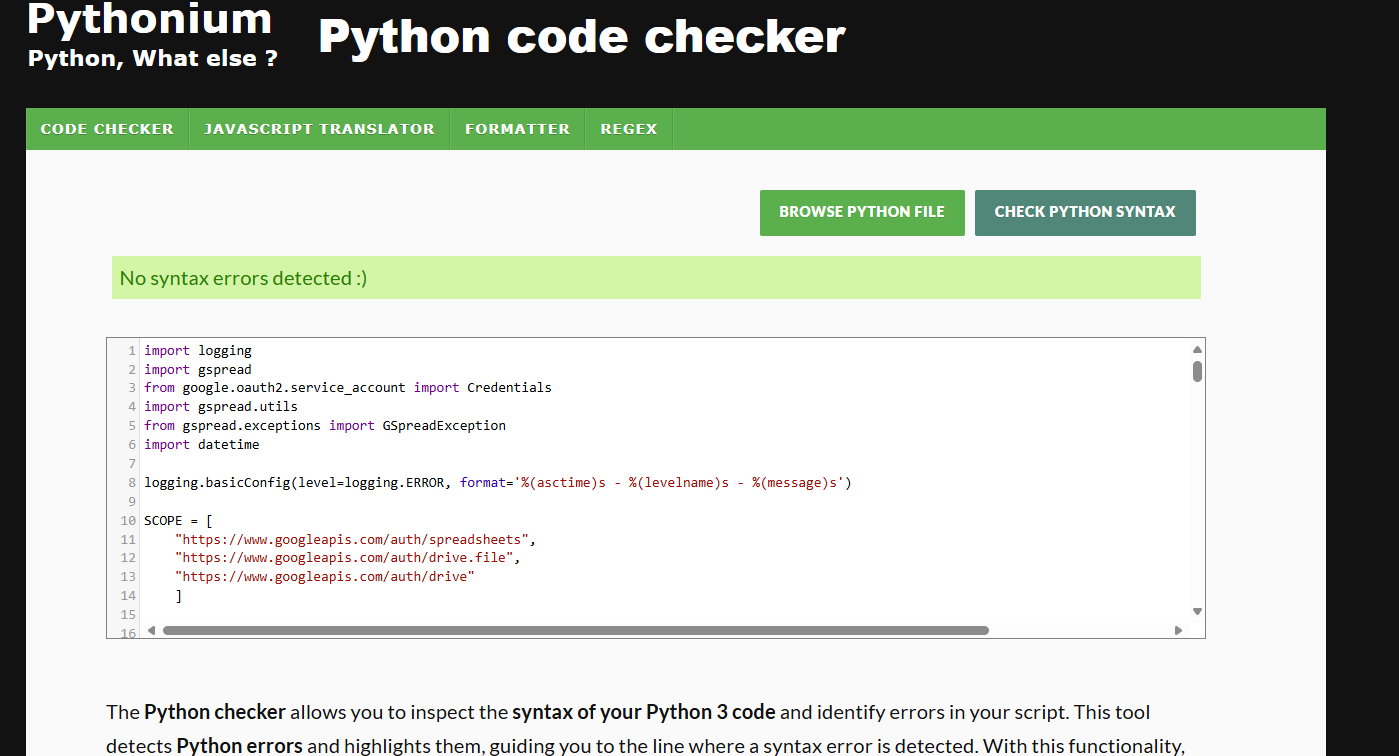 Pythonium
Python, What else ?
Python code checker
CODE CHECKER
JAVASCRIPT TRANSLATOR
FORMATTER
REGEX
BROWSE PYTHON FILE
CHECK PYTHON SYNTAX
No syntax errors detected :)
1 import logging
2 import gspread
3 from google.oauth2.service_account import Credentials
4 import gspread.utils
5 from gspread.exceptions import GSpreadException
6 import datetime
7
8 logging.basicConfig(level=logging.ERROR, format='%(asctime)s - %(levelname)s - %(message)s')
9
10 SCOPE = [
11     "https://www.googleapis.com/auth/spreadsheets",
12     "https://www.googleapis.com/auth/drive.file",
13     "https://www.googleapis.com/auth/drive"
14     ]
15
16
The Python checker allows you to inspect the syntax of your Python 3 code and identify errors in your script. This tool
detects Python errors and highlights them, guiding you to the line where a syntax error is detected. With this functionality,